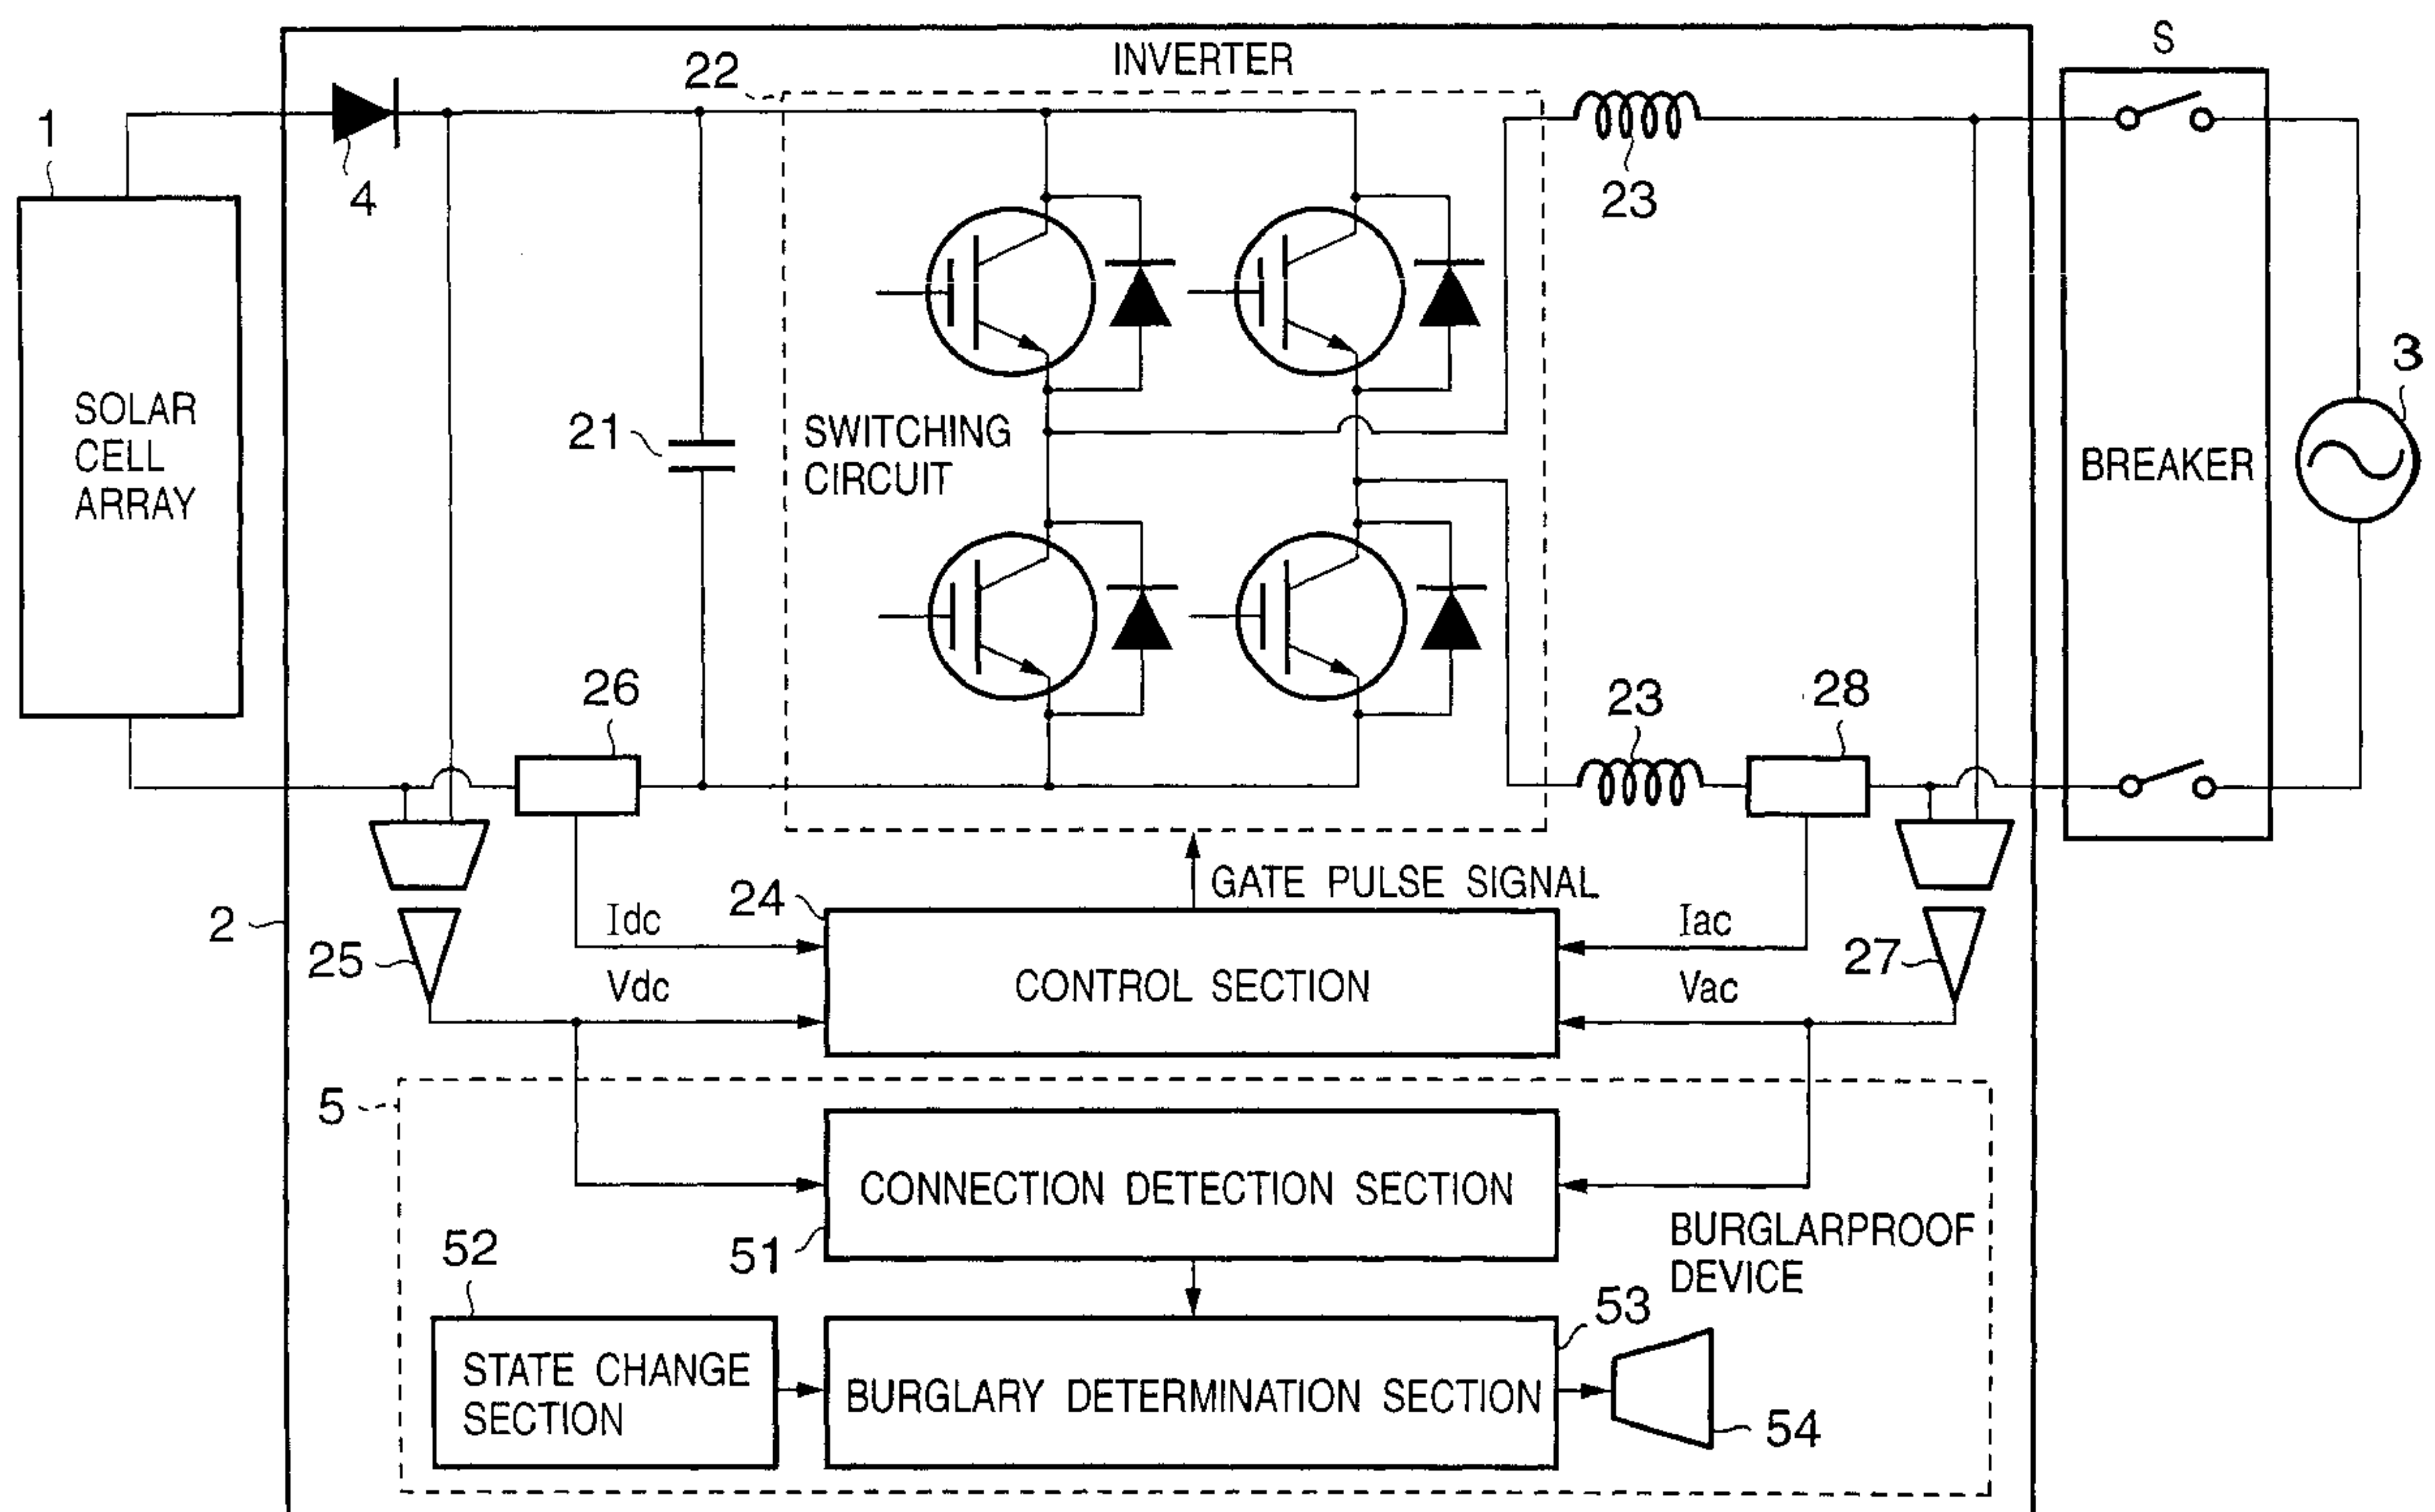 INVERTER
S
22
1
4
23
SOLAR
CELL
ARRAY
3
21
SWITCHING
CIRCUIT
BREAKER
26
23
28
GATE PULSE SIGNAL
24
2
Idc
Iac
25
27
Vdc
CONTROL SECTION
Vac
5
CONNECTION DETECTION SECTION
51
BURGLARPROOF
DEVICE
52
53
STATE CHANGE
SECTION
BURGLARY DETERMINATION SECTION
54